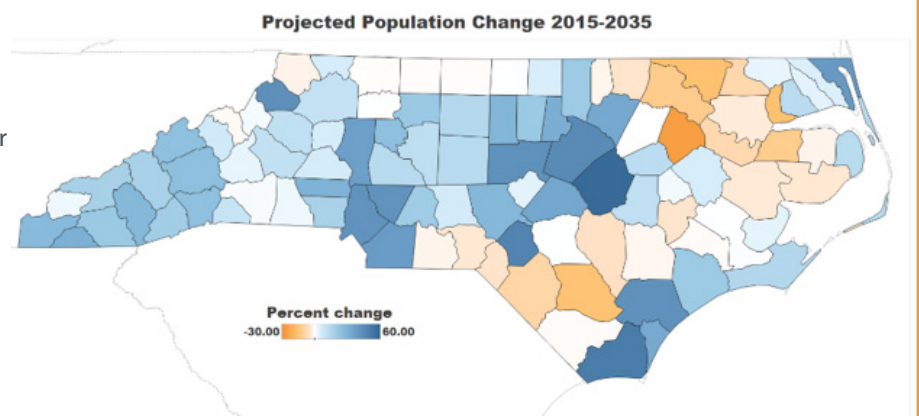 Projected Population Change 2015-2035
r
Percent change
-30.00
60.00